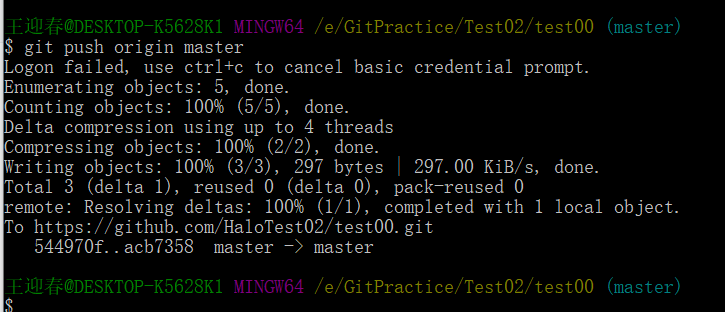 王迎春@DESKTOP-K5628K1 MINGW64 /e/GitPractice/Test02/test00 (master)
$ git push origin master
Logon failed, use ctrl+c to cancel basic credential prompt.
Enumerating objects: 5, done.
Counting objects: 100% (5/5), done.
Delta compression using up to 4 threads
Compressing objects: 100% (2/2), done.
Writing objects: 100% (3/3), 297 bytes | 297.00 KiB/s, done.
Total 3 (delta 1), reused 0 (delta 0), pack-reused 0
remote: Resolving deltas: 100% (1/1), completed with 1 local object.
To https://github.com/HaloTest02/test00.git
   544970f..acb7358  master -> master
王迎春@DESKTOP-K5628K1 MINGW64 /e/GitPractice/Test02/test00 (master)
$